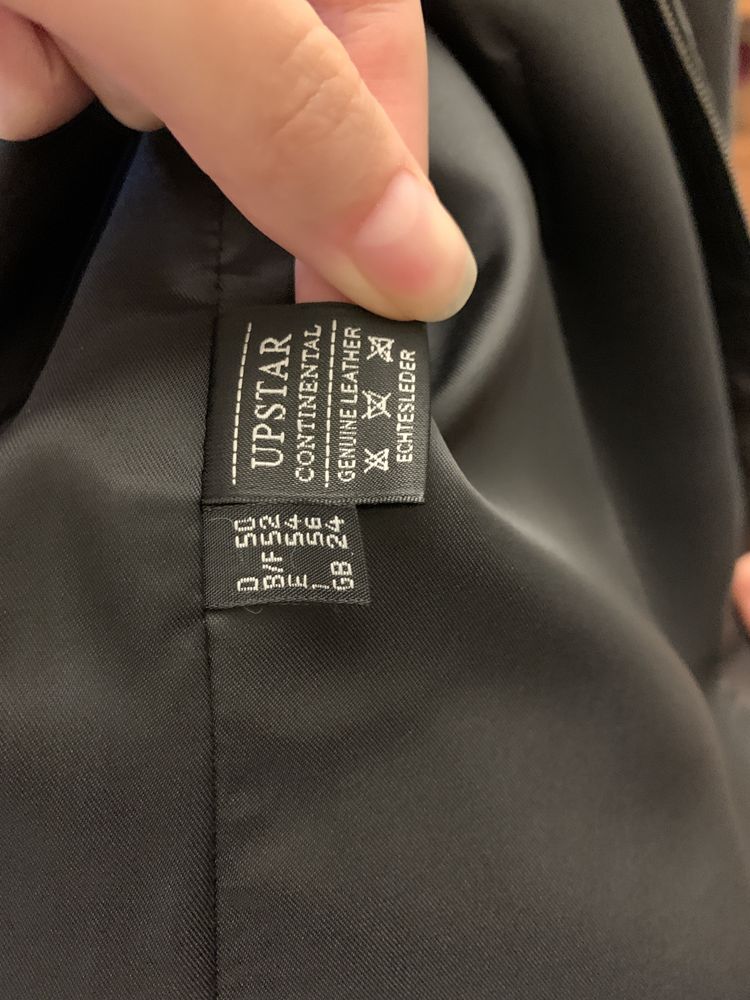 UPSTAR
CONTINENTAL
GENUINE LEATHER
ECHTESLEDER
D 50
B/F 52
E 54
I 56
GB 24